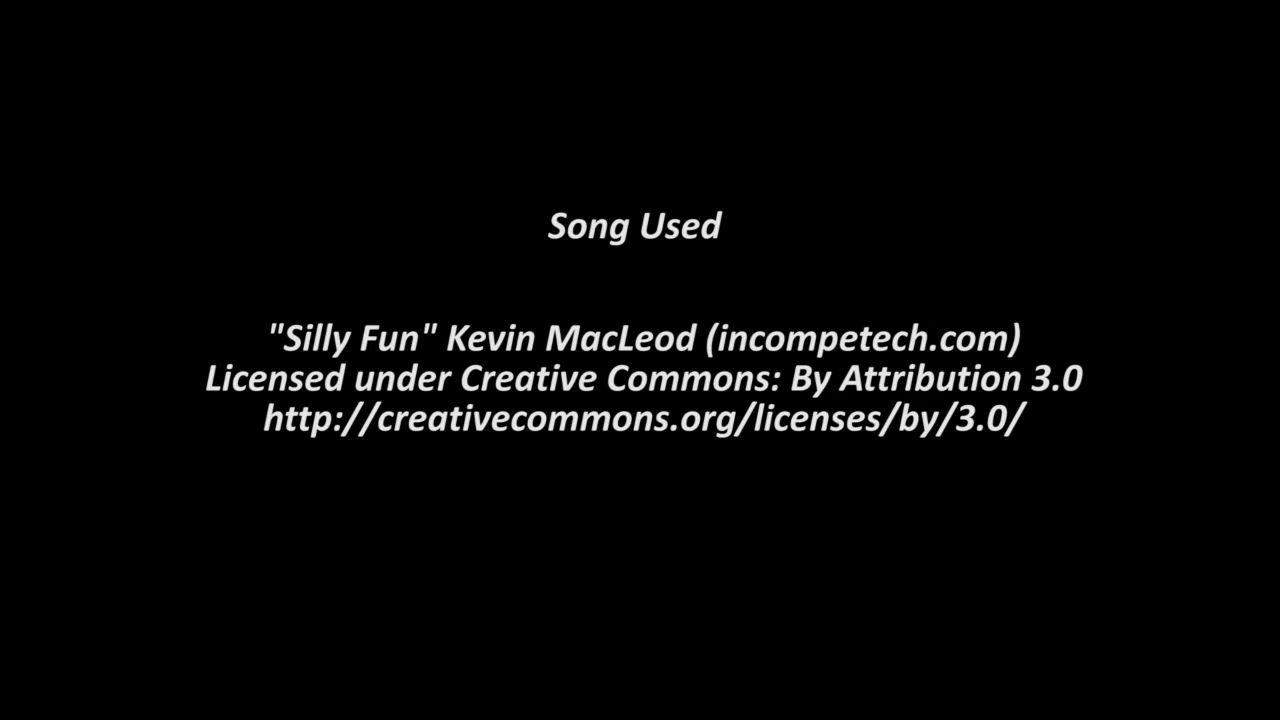 Song Used
"Silly Fun" Kevin MacLeod (incompetech.com)
Licensed under Creative Commons: By Attribution 3.0
http://creativecommons.org/licenses/by/3.0/